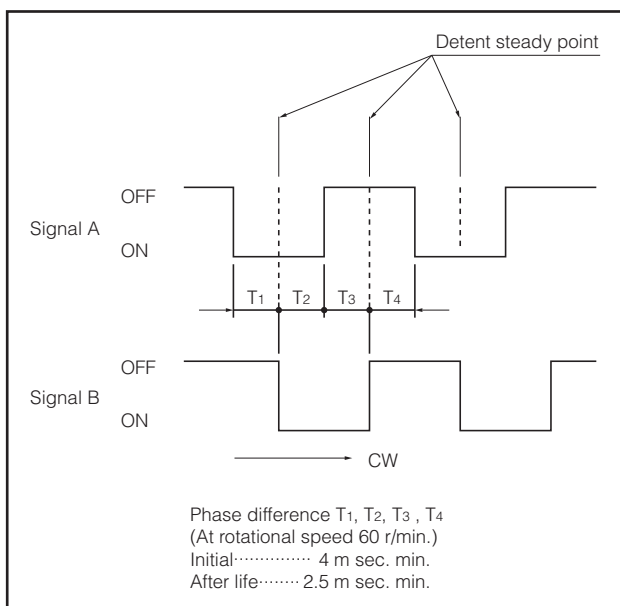 Detent steady point
OFF
Signal A
ON
T1 T2 T3 T4
OFF
Signal B
ON
CW
Phase difference T1, T2, T3 , T4
(At rotational speed 60 r/min.)
Initial··············· 4 m sec. min.
After life········ 2.5 m sec. min.